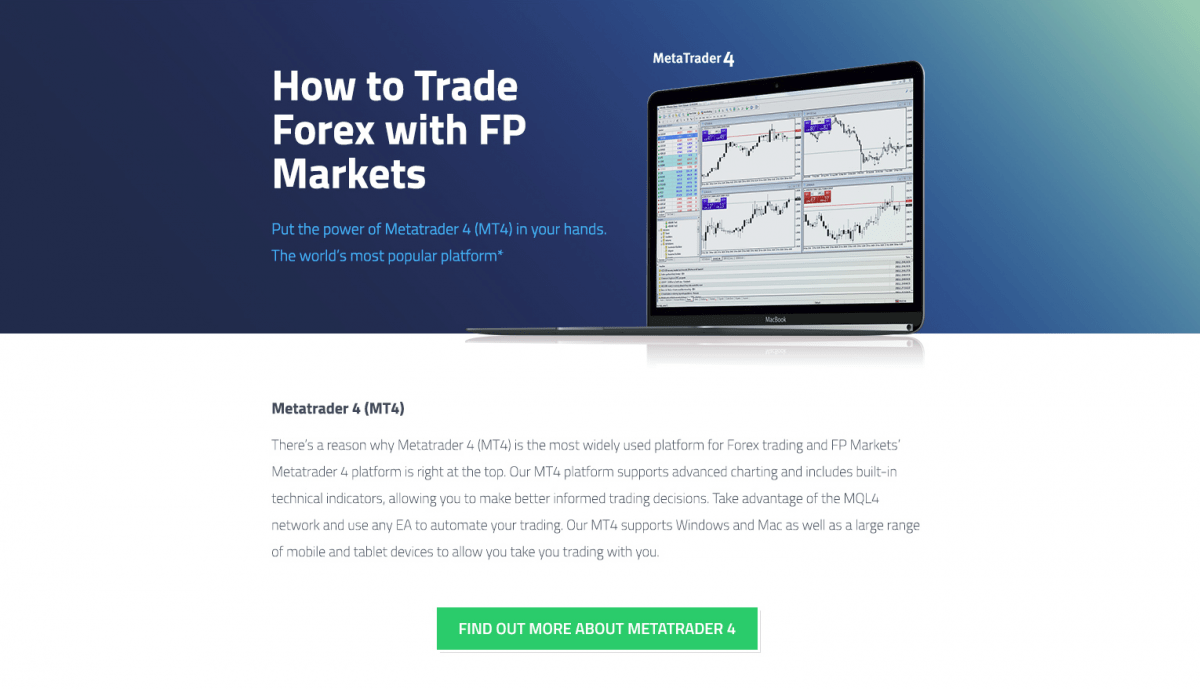 MetaTrader 4
How to Trade
Forex with FP
Markets
Put the power of Metatrader 4 (MT4) in your hands.
The world's most popular platform*
MacBook
Metatrader 4 (MT4)
There's a reason why Metatrader 4 (MT4) is the most widely used platform for Forex trading and FP Markets'
Metatrader 4 platform is right at the top. Our MT4 platform supports advanced charting and includes built-in
technical indicators, allowing you to make better informed trading decisions. Take advantage of the MQL4
network and use any EA to automate your trading. Our MT4 supports Windows and Mac as well as a large range
of mobile and tablet devices to allow you take you trading with you.
FIND OUT MORE ABOUT METATRADER 4